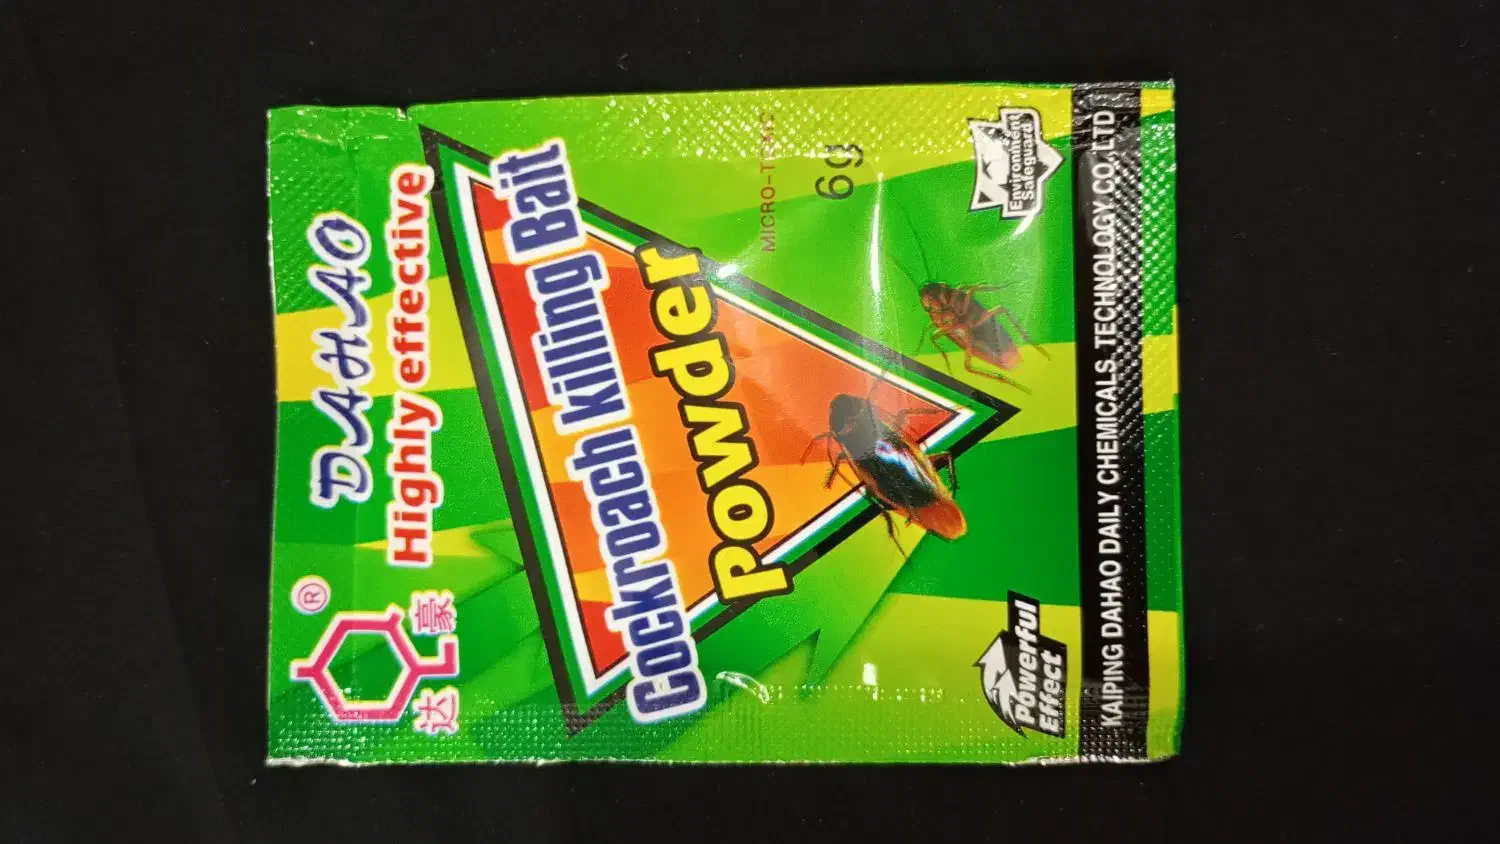 ®
达豪
DAHAO
Highly effective
Cockroach Killing Bait
Powder
MICRO-TOXIC
6g
Powerful
Effect
Environment
Safeguard
KAIPING DAHAO DAILY CHEMICALS TECHNOLOGY CO.,LTD